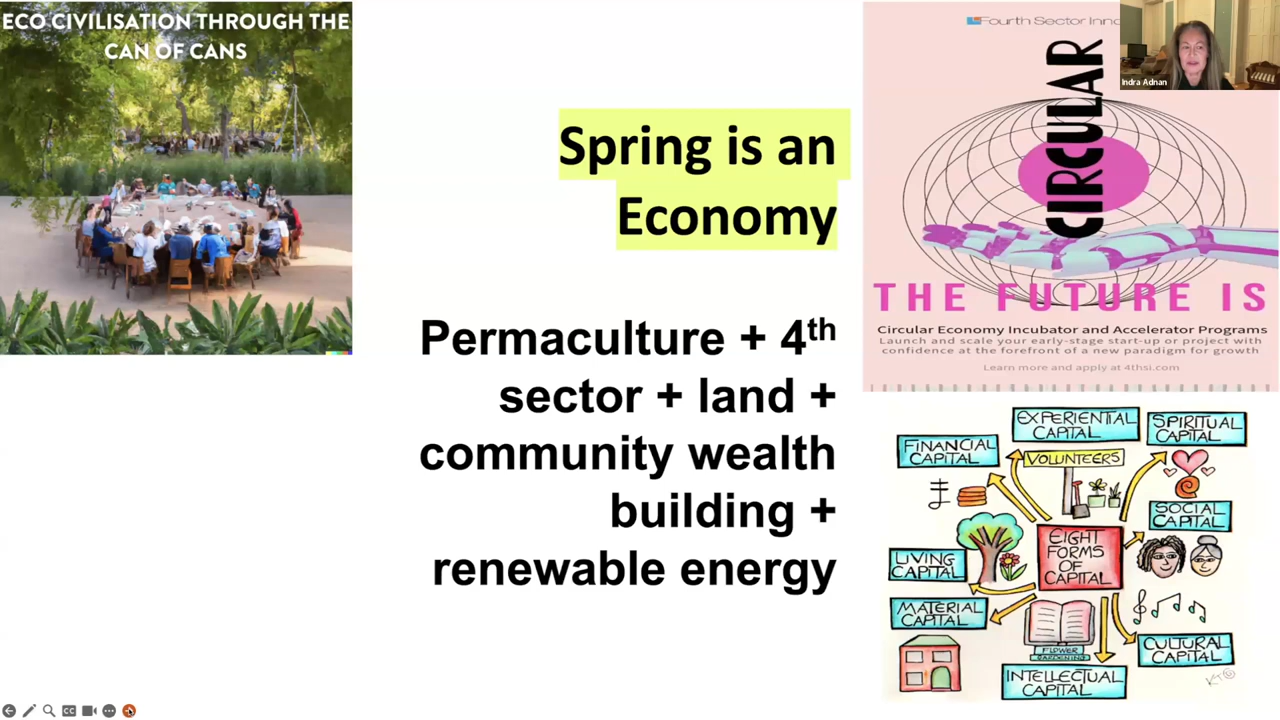 ECO CIVILISATION THROUGH THE
CAN OF CANS
Spring is an
Economy
Permaculture + 4th
sector + land +
community wealth
building +
renewable energy
Fourth Sector Inno
CIRCULAR
THE FUTURE IS
Circular Economy Incubator and Accelerator Programs
Launch and scale your early-stage start-up or project with
confidence at the forefront of a new paradigm for growth
Learn more and apply at 4thsi.com
Indra Adnan
EXPERIENTIAL
CAPITAL
SPIRITUAL
CAPITAL
FINANCIAL
CAPITAL
VOLUNTEERS
SOCIAL
CAPITAL
EIGHT
FORMS
OF
CAPITAL
LIVING
CAPITAL
MATERIAL
CAPITAL
FLOWER
GARDENING
CULTURAL
CAPITAL
INTELLECTUAL
CAPITAL
CC